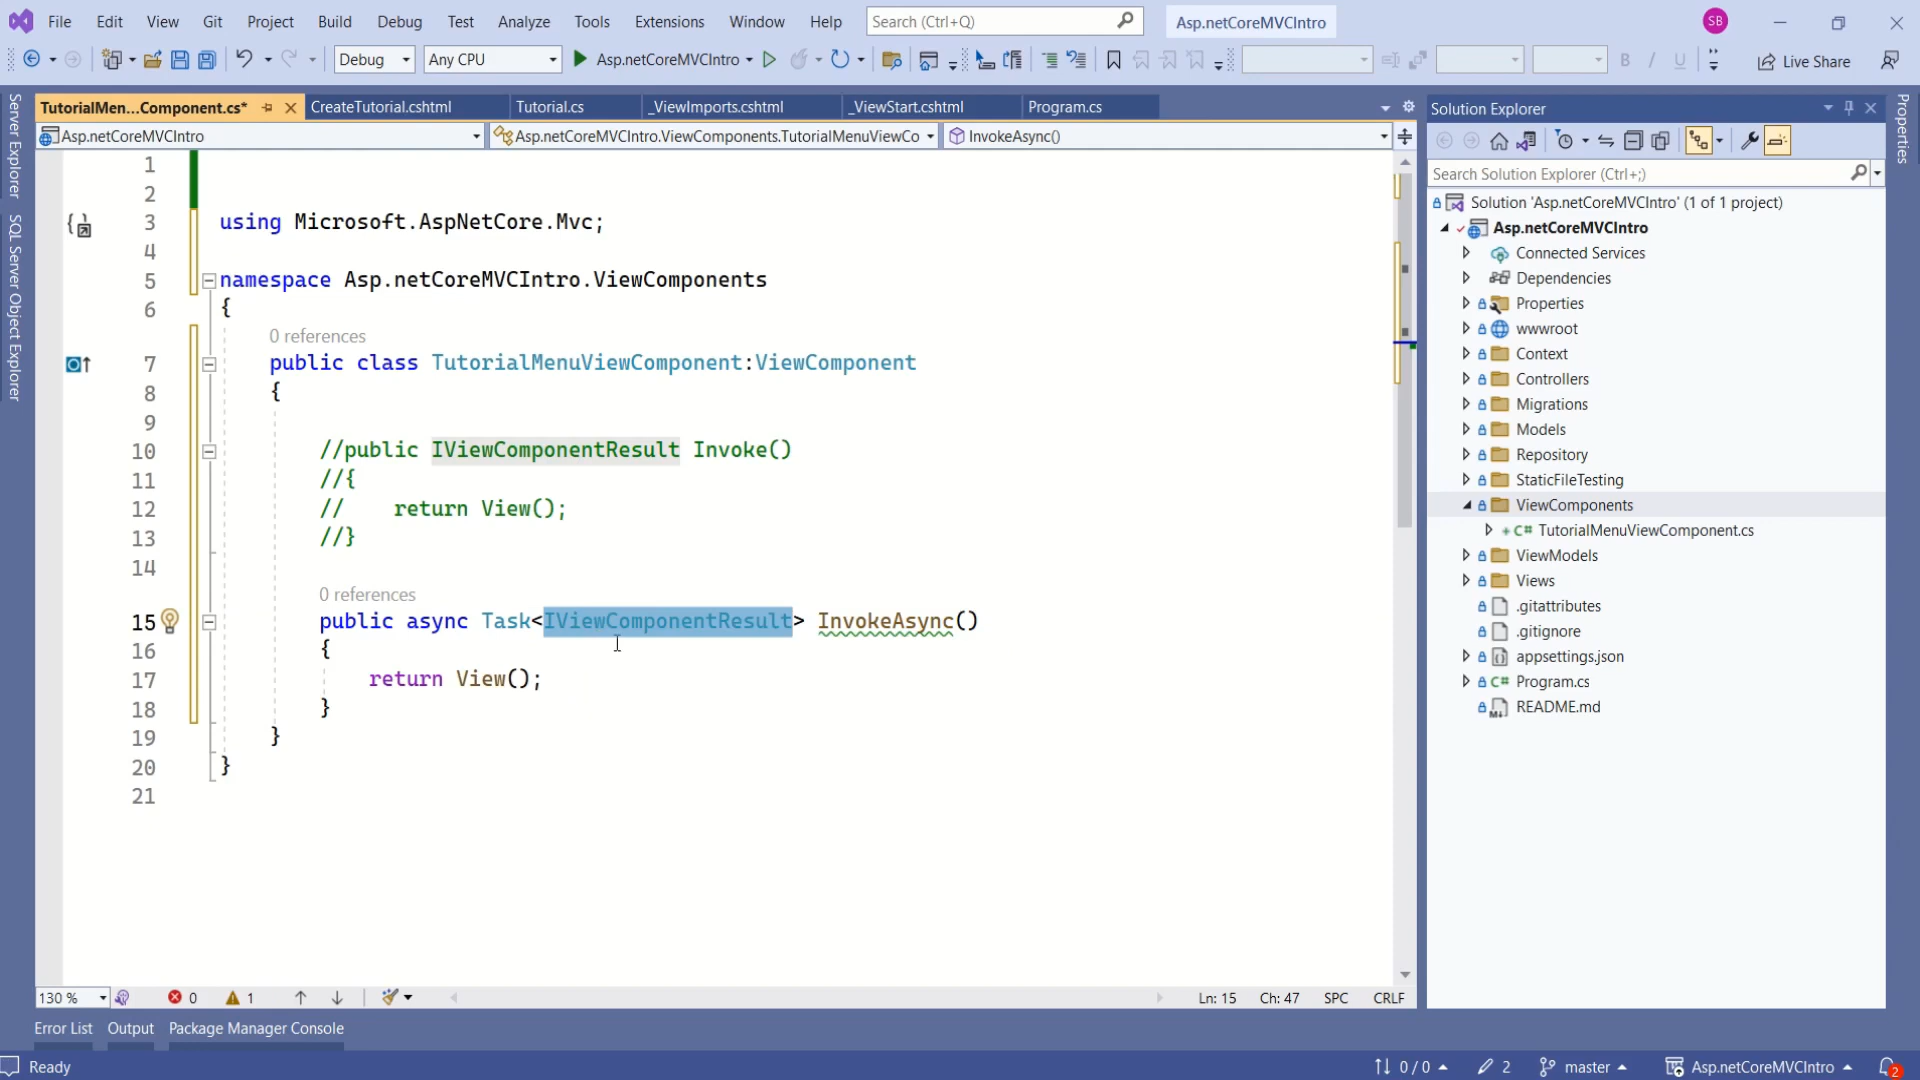 File Edit View Git Project Build Debug Test Analyze Tools Extensions Window Help Search (Ctrl+Q) Asp.netCoreMVCIntro SB
Debug Any CPU Asp.netCoreMVCIntro Live Share
TutorialMen...Component.cs* CreateTutorial.cshtml Tutorial.cs _ViewImports.cshtml _ViewStart.cshtml Program.cs
Asp.netCoreMVCIntro Asp.netCoreMVCIntro.ViewComponents.TutorialMenuViewCo InvokeAsync()
Server Explorer
SQL Server Object Explorer
1
2
3 using Microsoft.AspNetCore.Mvc;
4
5 namespace Asp.netCoreMVCIntro.ViewComponents
6 {
0 references
7 public class TutorialMenuViewComponent:ViewComponent
8 {
9
10 //public IViewComponentResult Invoke()
11 //{
12 // return View();
13 //}
14
0 references
15 public async Task<IViewComponentResult> InvokeAsync()
16 {
17 return View();
18 }
19 }
20 }
21
130 % 0 1 Ln: 15 Ch: 47 SPC CRLF
Solution Explorer
Search Solution Explorer (Ctrl+;)
Solution 'Asp.netCoreMVCIntro' (1 of 1 project)
Asp.netCoreMVCIntro
Connected Services
Dependencies
Properties
wwwroot
Context
Controllers
Migrations
Models
Repository
StaticFileTesting
ViewComponents
C# TutorialMenuViewComponent.cs
ViewModels
Views
.gitattributes
.gitignore
appsettings.json
C# Program.cs
README.md
Properties
Error List Output Package Manager Console
Ready 0 / 0 2 master Asp.netCoreMVCIntro 2